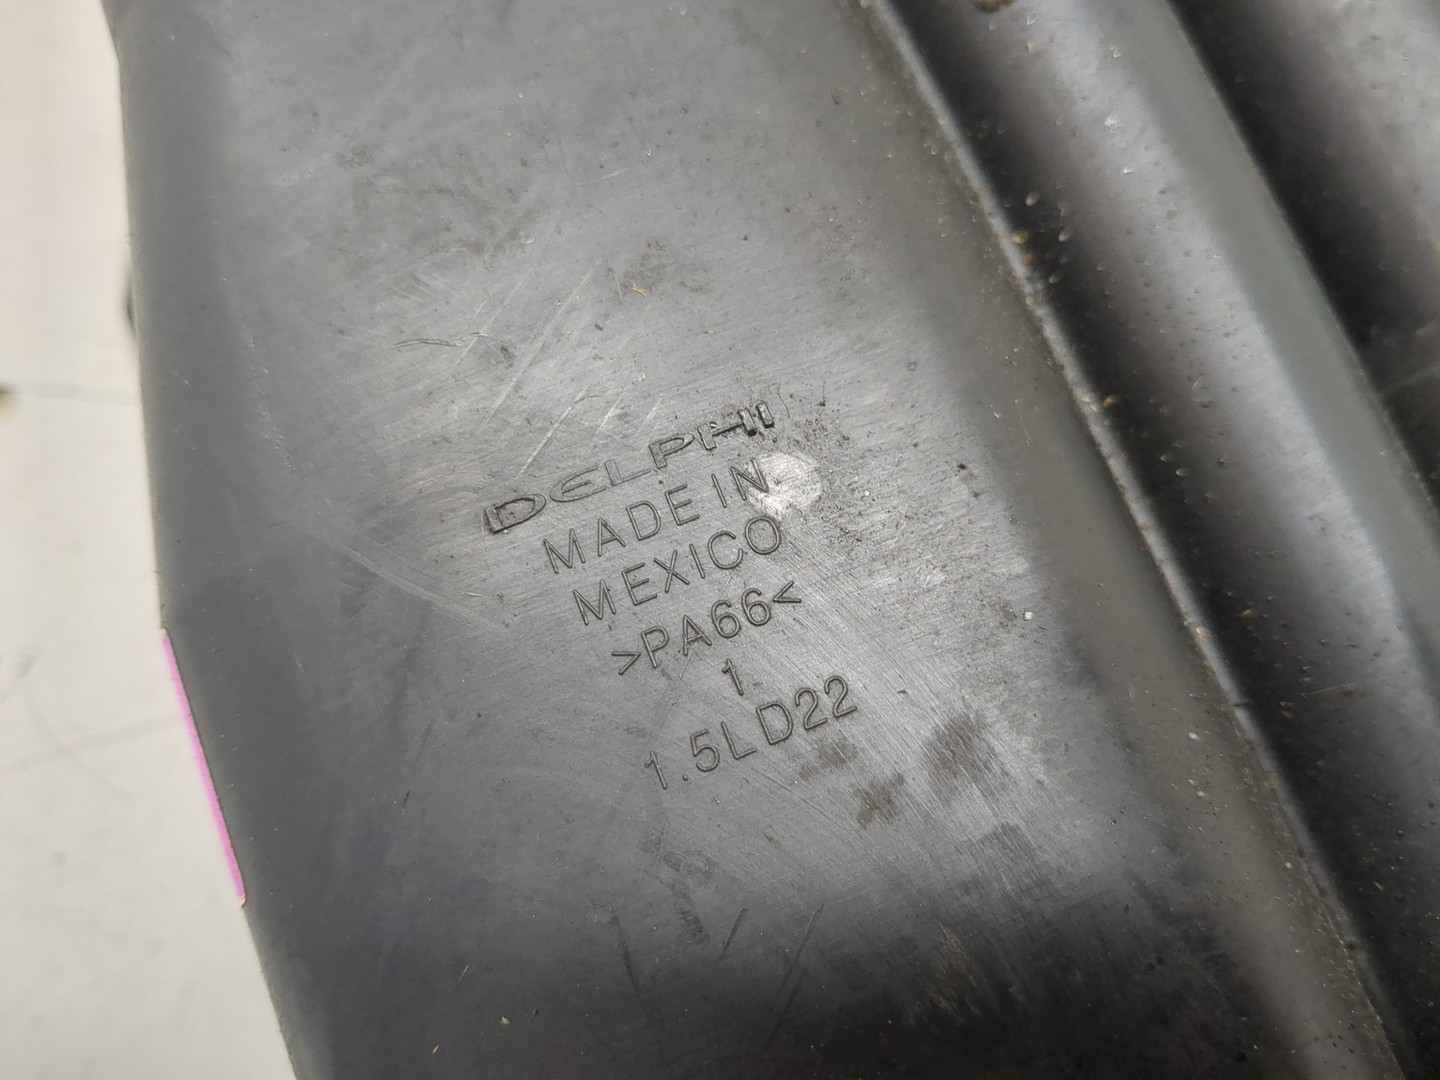 DELPHI
MADE IN
MEXICO
>PA66<
1
1.5LD22